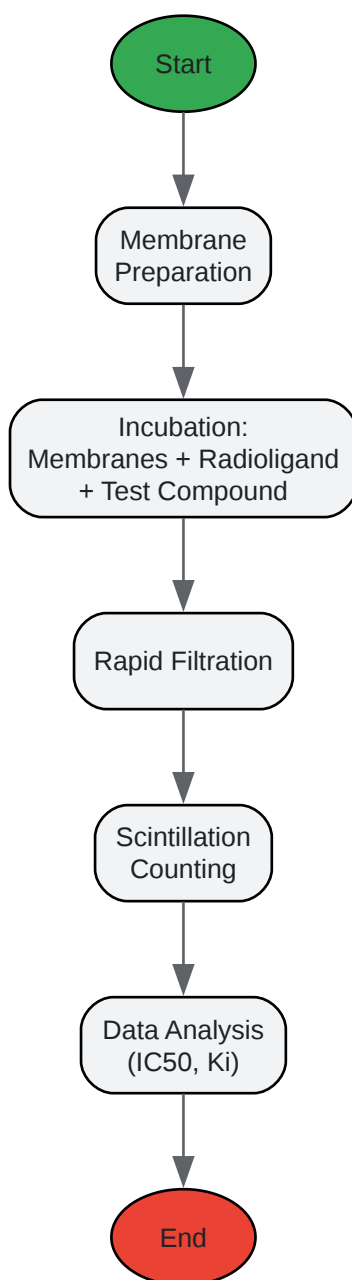 Start
Membrane
Preparation
Incubation:
Membranes + Radioligand
+ Test Compound
Rapid Filtration
Scintillation
Counting
Data Analysis
(IC50, Ki)
End